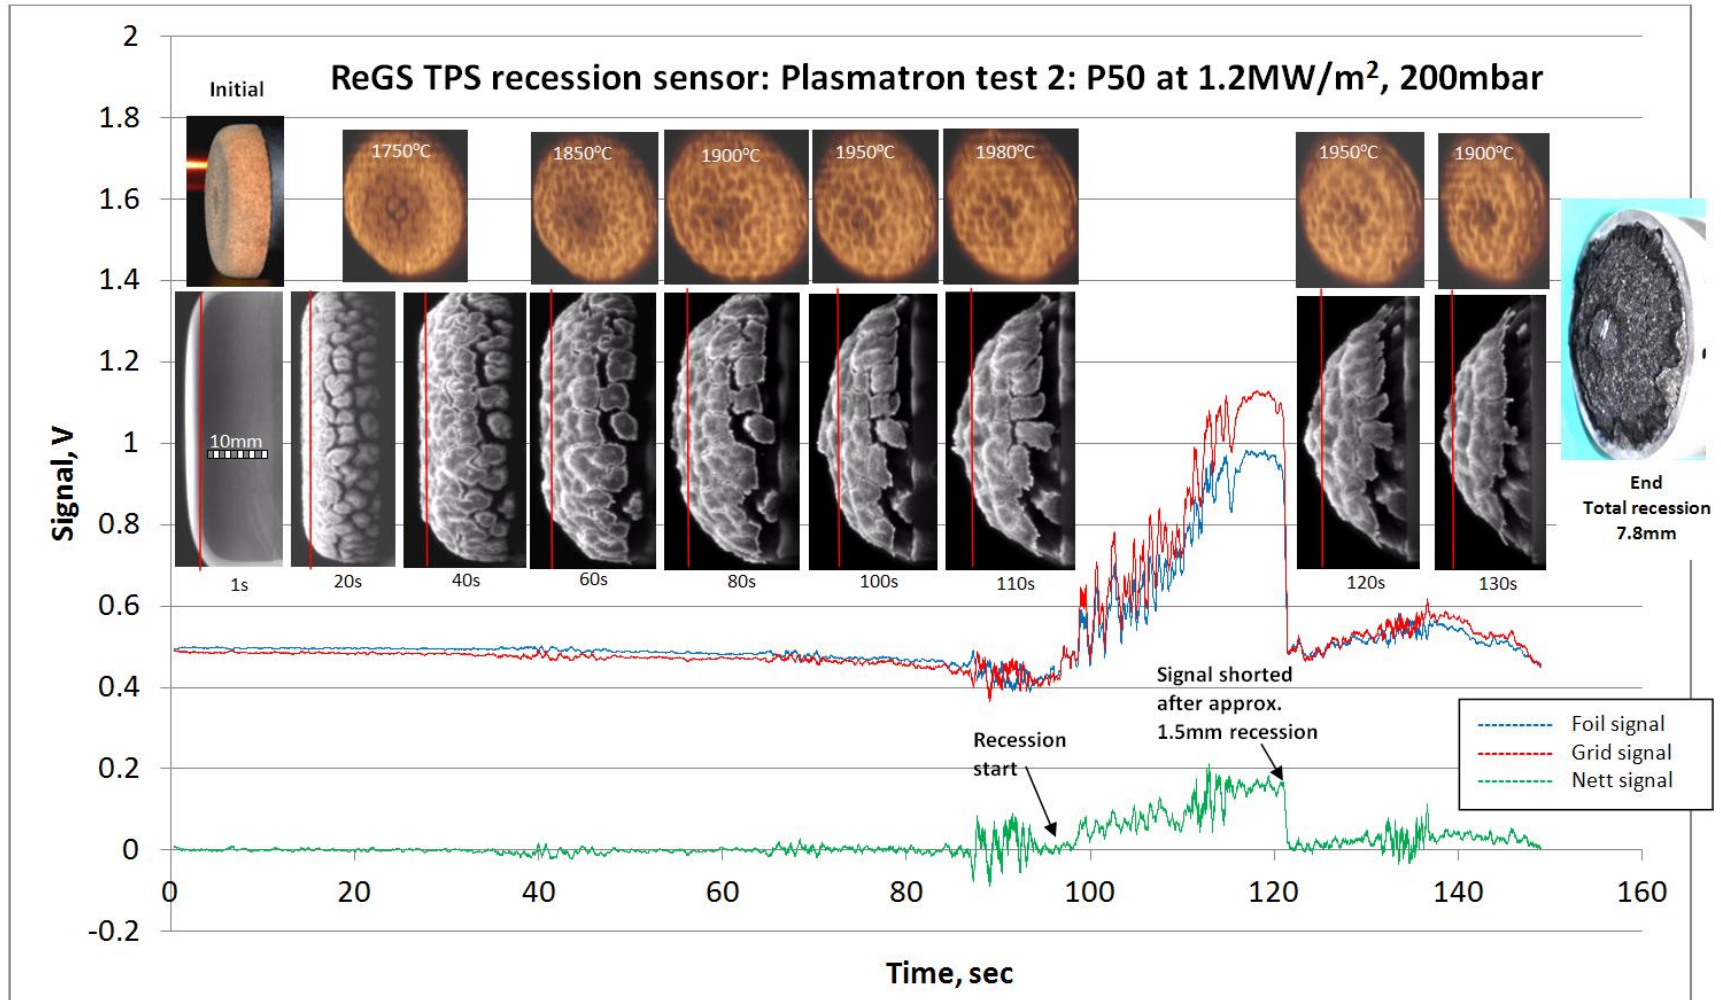 ReGS TPS recession sensor: Plasmatron test 2: P50 at 1.2MW/m², 200mbar
Initial
1750°C
1850°C
1900°C
1950°C
1980°C
1950°C
1900°C
10mm
1s
20s
40s
60s
80s
100s
110s
120s
130s
End
Total recession
7.8mm
Signal, V
2
1.8
1.6
1.4
1.2
1
0.8
0.6
0.4
0.2
0
-0.2
Recession
start
Signal shorted
after approx.
1.5mm recession
Foil signal
Grid signal
Nett signal
0
20
40
60
80
100
120
140
160
Time, sec